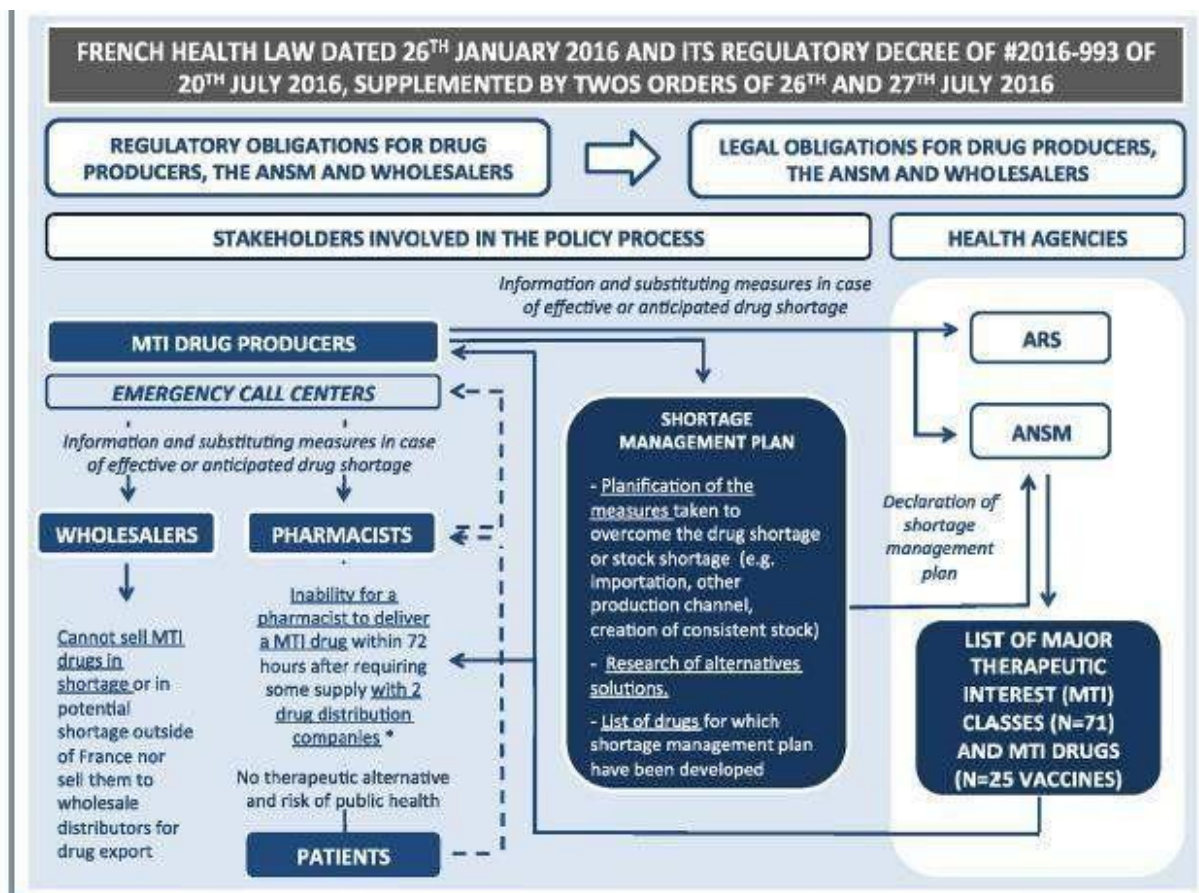 FRENCH HEALTH LAW DATED 26TH JANUARY 2016 AND ITS REGULATORY DECREE OF #2016-993 OF
20TH JULY 2016, SUPPLEMENTED BY TWOS ORDERS OF 26TH AND 27TH JULY 2016
REGULATORY OBLIGATIONS FOR DRUG
PRODUCERS, THE ANSM AND WHOLESALERS
LEGAL OBLIGATIONS FOR DRUG PRODUCERS,
THE ANSM AND WHOLESALERS
STAKEHOLDERS INVOLVED IN THE POLICY PROCESS
HEALTH AGENCIES
Information and substituting measures in case
of effective or anticipated drug shortage
MTI DRUG PRODUCERS
EMERGENCY CALL CENTERS
Information and substituting measures in case
of effective or anticipated drug shortage
WHOLESALERS
PHARMACISTS
Cannot sell MTI
drugs in
shortage or in
potential
shortage outside
of France nor
sell them to
wholesale
distributors for
drug export
Inability for a
pharmacist to deliver
a MTI drug within 72
hours after requiring
some supply with 2
drug distribution
companies *
No therapeutic alternative
and risk of public health
PATIENTS
SHORTAGE
MANAGEMENT PLAN
- Planification of the
measures taken to
overcome the drug shortage
or stock shortage (e.g.
importation, other
production channel,
creation of consistent stock)
- Research of alternatives
solutions.
- List of drugs for which
shortage management plan
have been developed
ARS
ANSM
Declaration of
shortage
management
plan
LIST OF MAJOR
THERAPEUTIC
INTEREST (MTI)
CLASSES (N=71)
AND MTI DRUGS
(N=25 VACCINES)